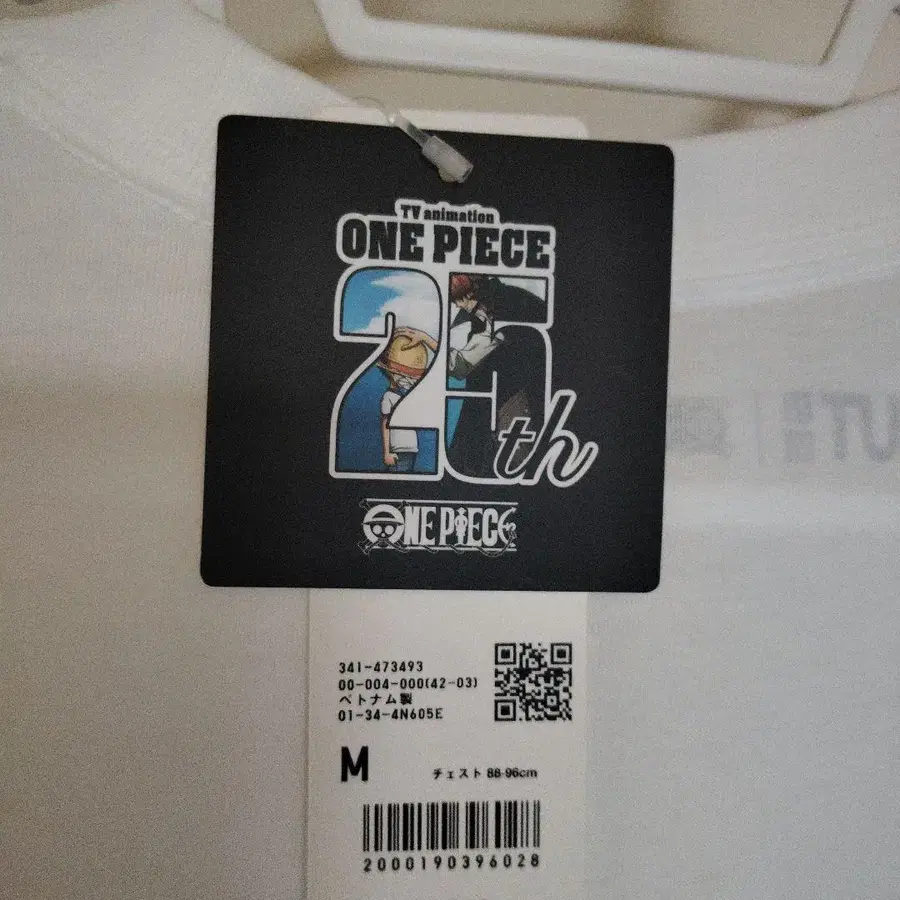 TV animation
ONE PIECE
25th
ONE PIECE
341-473493
00-004-000(42-03)
ベトナム製
01-34-4N605E
M
チェスト 88-96cm
2000190396028